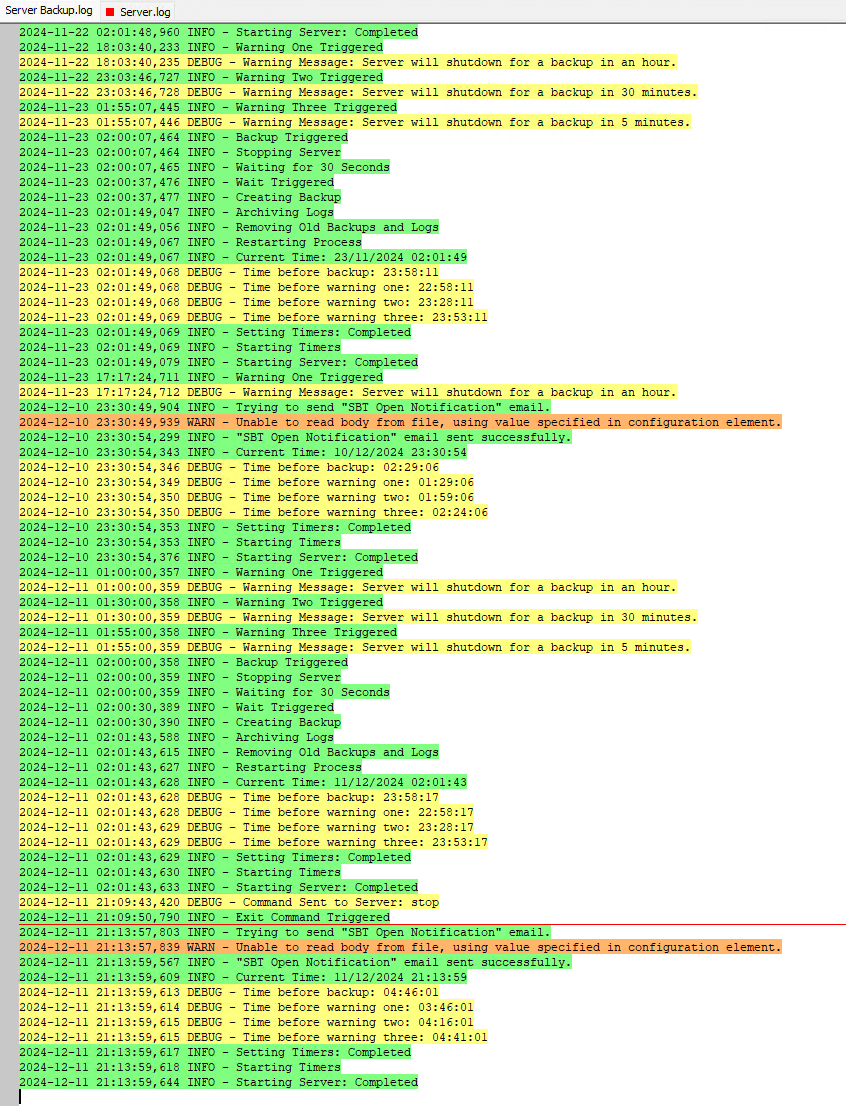 Server Backup.log Server.log
2024-11-22 02:01:48,960 INFO - Starting Server: Completed
2024-11-22 18:03:40,233 INFO - Warning One Triggered
2024-11-22 18:03:40,235 DEBUG - Warning Message: Server will shutdown for a backup in an hour.
2024-11-22 23:03:46,727 INFO - Warning Two Triggered
2024-11-22 23:03:46,728 DEBUG - Warning Message: Server will shutdown for a backup in 30 minutes.
2024-11-23 01:55:07,445 INFO - Warning Three Triggered
2024-11-23 01:55:07,446 DEBUG - Warning Message: Server will shutdown for a backup in 5 minutes.
2024-11-23 02:00:07,464 INFO - Backup Triggered
2024-11-23 02:00:07,464 INFO - Stopping Server
2024-11-23 02:00:07,465 INFO - Waiting for 30 Seconds
2024-11-23 02:00:37,476 INFO - Wait Triggered
2024-11-23 02:00:37,477 INFO - Creating Backup
2024-11-23 02:01:49,047 INFO - Archiving Logs
2024-11-23 02:01:49,056 INFO - Removing Old Backups and Logs
2024-11-23 02:01:49,067 INFO - Restarting Process
2024-11-23 02:01:49,067 INFO - Current Time: 23/11/2024 02:01:49
2024-11-23 02:01:49,068 DEBUG - Time before backup: 23:58:11
2024-11-23 02:01:49,068 DEBUG - Time before warning one: 22:58:11
2024-11-23 02:01:49,068 DEBUG - Time before warning two: 23:28:11
2024-11-23 02:01:49,069 DEBUG - Time before warning three: 23:53:11
2024-11-23 02:01:49,069 INFO - Setting Timers: Completed
2024-11-23 02:01:49,069 INFO - Starting Timers
2024-11-23 02:01:49,079 INFO - Starting Server: Completed
2024-11-23 17:17:24,711 INFO - Warning One Triggered
2024-11-23 17:17:24,712 DEBUG - Warning Message: Server will shutdown for a backup in an hour.
2024-12-10 23:30:49,904 INFO - Trying to send "SBT Open Notification" email.
2024-12-10 23:30:49,939 WARN - Unable to read body from file, using value specified in configuration element.
2024-12-10 23:30:54,299 INFO - "SBT Open Notification" email sent successfully.
2024-12-10 23:30:54,343 INFO - Current Time: 10/12/2024 23:30:54
2024-12-10 23:30:54,346 DEBUG - Time before backup: 02:29:06
2024-12-10 23:30:54,349 DEBUG - Time before warning one: 01:29:06
2024-12-10 23:30:54,350 DEBUG - Time before warning two: 01:59:06
2024-12-10 23:30:54,350 DEBUG - Time before warning three: 02:24:06
2024-12-10 23:30:54,353 INFO - Setting Timers: Completed
2024-12-10 23:30:54,353 INFO - Starting Timers
2024-12-10 23:30:54,376 INFO - Starting Server: Completed
2024-12-11 01:00:00,357 INFO - Warning One Triggered
2024-12-11 01:00:00,359 DEBUG - Warning Message: Server will shutdown for a backup in an hour.
2024-12-11 01:30:00,358 INFO - Warning Two Triggered
2024-12-11 01:30:00,359 DEBUG - Warning Message: Server will shutdown for a backup in 30 minutes.
2024-12-11 01:55:00,358 INFO - Warning Three Triggered
2024-12-11 01:55:00,359 DEBUG - Warning Message: Server will shutdown for a backup in 5 minutes.
2024-12-11 02:00:00,358 INFO - Backup Triggered
2024-12-11 02:00:00,359 INFO - Stopping Server
2024-12-11 02:00:00,359 INFO - Waiting for 30 Seconds
2024-12-11 02:00:30,389 INFO - Wait Triggered
2024-12-11 02:00:30,390 INFO - Creating Backup
2024-12-11 02:01:43,588 INFO - Archiving Logs
2024-12-11 02:01:43,615 INFO - Removing Old Backups and Logs
2024-12-11 02:01:43,627 INFO - Restarting Process
2024-12-11 02:01:43,628 INFO - Current Time: 11/12/2024 02:01:43
2024-12-11 02:01:43,628 DEBUG - Time before backup: 23:58:17
2024-12-11 02:01:43,628 DEBUG - Time before warning one: 22:58:17
2024-12-11 02:01:43,629 DEBUG - Time before warning two: 23:28:17
2024-12-11 02:01:43,629 DEBUG - Time before warning three: 23:53:17
2024-12-11 02:01:43,629 INFO - Setting Timers: Completed
2024-12-11 02:01:43,630 INFO - Starting Timers
2024-12-11 02:01:43,633 INFO - Starting Server: Completed
2024-12-11 21:09:43,420 DEBUG - Command Sent to Server: stop
2024-12-11 21:09:50,790 INFO - Exit Command Triggered
2024-12-11 21:13:57,803 INFO - Trying to send "SBT Open Notification" email.
2024-12-11 21:13:57,839 WARN - Unable to read body from file, using value specified in configuration element.
2024-12-11 21:13:59,567 INFO - "SBT Open Notification" email sent successfully.
2024-12-11 21:13:59,609 INFO - Current Time: 11/12/2024 21:13:59
2024-12-11 21:13:59,613 DEBUG - Time before backup: 04:46:01
2024-12-11 21:13:59,614 DEBUG - Time before warning one: 03:46:01
2024-12-11 21:13:59,615 DEBUG - Time before warning two: 04:16:01
2024-12-11 21:13:59,615 DEBUG - Time before warning three: 04:41:01
2024-12-11 21:13:59,617 INFO - Setting Timers: Completed
2024-12-11 21:13:59,618 INFO - Starting Timers
2024-12-11 21:13:59,644 INFO - Starting Server: Completed